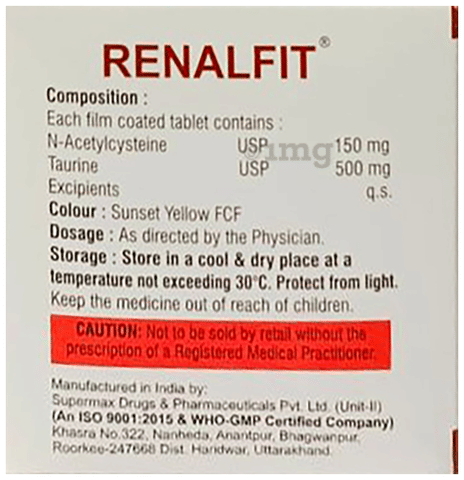 RENALFIT®
Composition :
Each film coated tablet contains :
N-Acetylcysteine USP 150 mg
Taurine USP 500 mg
Excipients q.s.
Colour : Sunset Yellow FCF
Dosage : As directed by the Physician.
Storage : Store in a cool & dry place at a
temperature not exceeding 30°C. Protect from light.
Keep the medicine out of reach of children.
CAUTION: Not to be sold by retail without the
prescription of a Registered Medical Practitioner.
Manufactured in India by:
Supermax Drugs & Pharmaceuticals Pvt. Ltd. (Unit-II)
(An ISO 9001:2015 & WHO-GMP Certified Company)
Khasra No.322, Nanheda, Anantpur, Bhagwanpur,
Roorkee-247668 Dist. Haridwar, Uttarakhand.